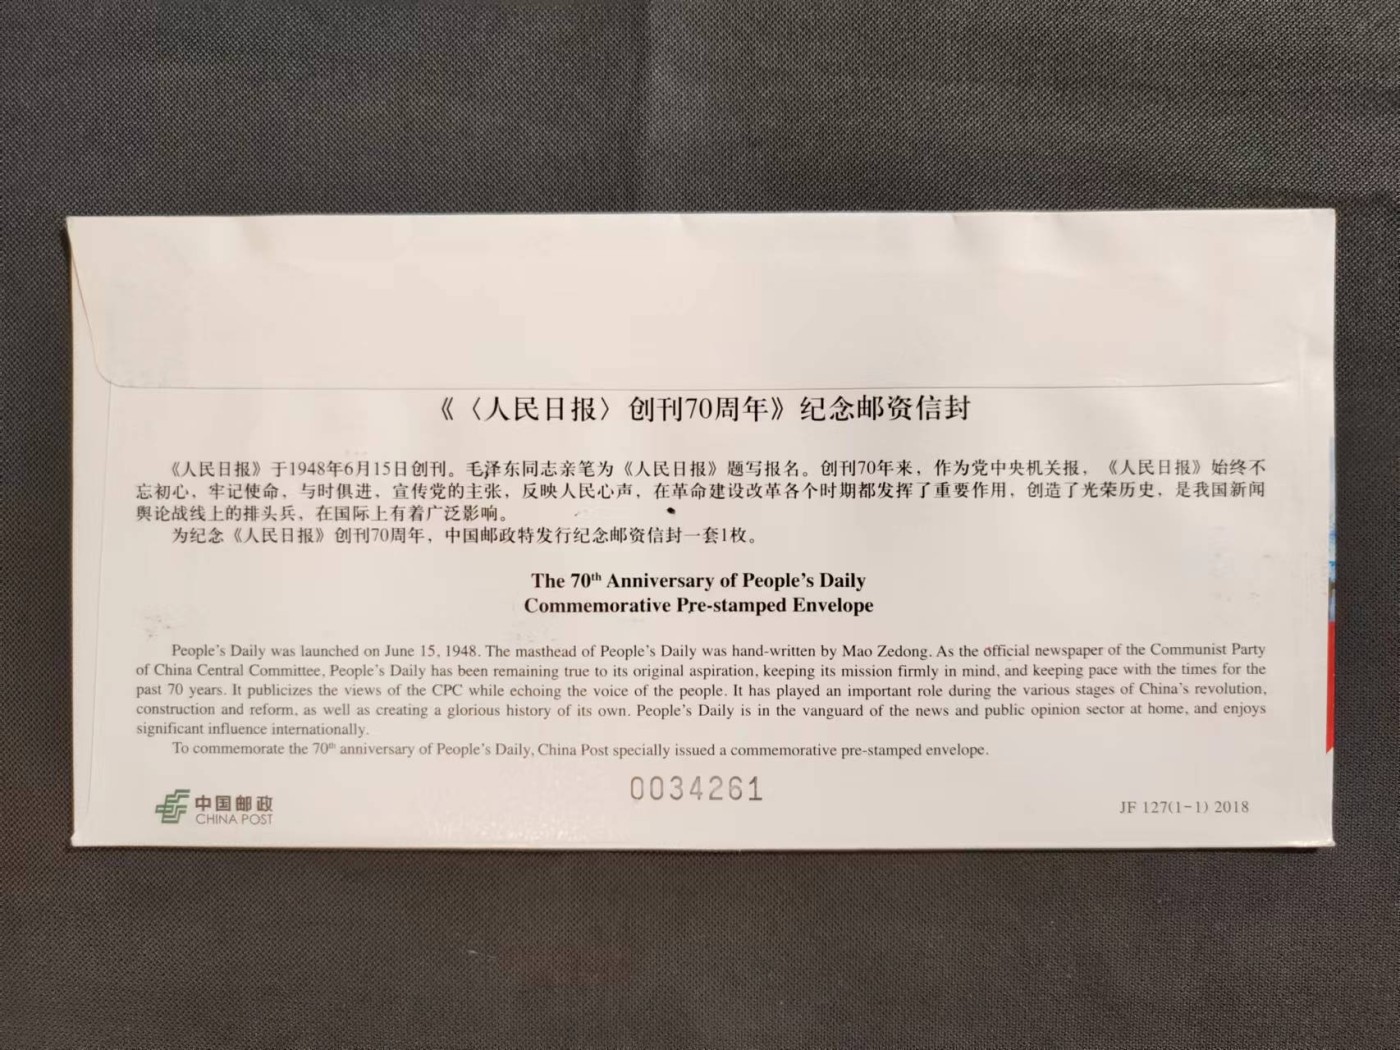 《〈人民日报〉创刊70周年》纪念邮资信封
《人民日报》于1948年6月15日创刊。毛泽东同志亲笔为《人民日报》题写报名。创刊70年来，作为党中央机关报，《人民日报》始终不
忘初心，牢记使命，与时俱进，宣传党的主张，反映人民心声，在革命建设改革各个时期都发挥了重要作用，创造了光荣历史，是我国新闻
舆论战线上的排头兵，在国际上有着广泛影响。
为纪念《人民日报》创刊70周年，中国邮政特发行纪念邮资信封一套1枚。
The 70th Anniversary of People's Daily
Commemorative Pre-stamped Envelope
People's Daily was launched on June 15, 1948. The masthead of People's Daily was hand-written by Mao Zedong. As the official newspaper of the Communist Party
of China Central Committee, People's Daily has been remaining true to its original aspiration, keeping its mission firmly in mind, and keeping pace with the times for the
past 70 years. It publicizes the views of the CPC while echoing the voice of the people. It has played an important role during the various stages of China's revolution,
construction and reform, as well as creating a glorious history of its own. People's Daily is in the vanguard of the news and public opinion sector at home, and enjoys
significant influence internationally.
To commemorate the 70th anniversary of People's Daily, China Post specially issued a commemorative pre-stamped envelope.
0034261
中国邮政
CHINA POST
JF 127(1-1) 2018